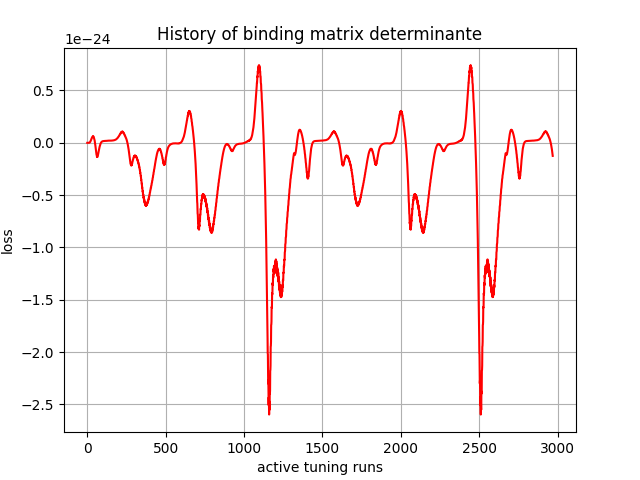 History of binding matrix determinante
1e−24
0.5
0.0
−0.5
−1.0
−1.5
−2.0
−2.5
loss
0 500 1000 1500 2000 2500 3000
active tuning runs